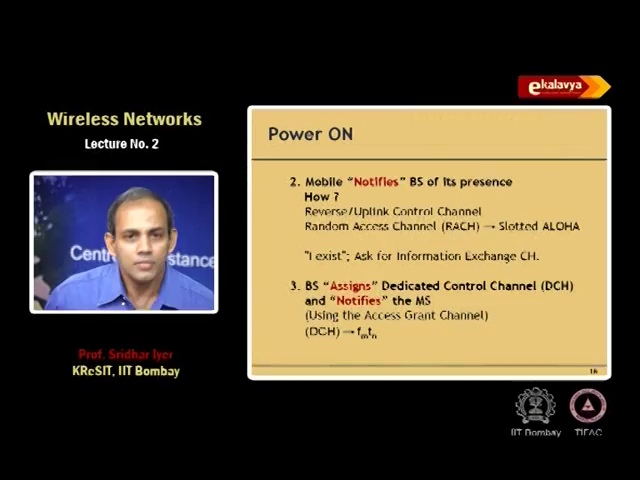 ekalavya
Wireless Networks
Lecture No. 2
Power ON
2. Mobile "Notifies" BS of its presence
How ?
Reverse/Uplink Control Channel
Random Access Channel (RACH) → Slotted ALOHA
"I exist"; Ask for Information Exchange CH.
3. BS "Assigns" Dedicated Control Channel (DCH)
and "Notifies" the MS
(Using the Access Grant Channel)
(DCH) → fmtn
16
Prof. Sridhar Iyer
KReSIT, IIT Bombay
IIT Bombay
TIFAC